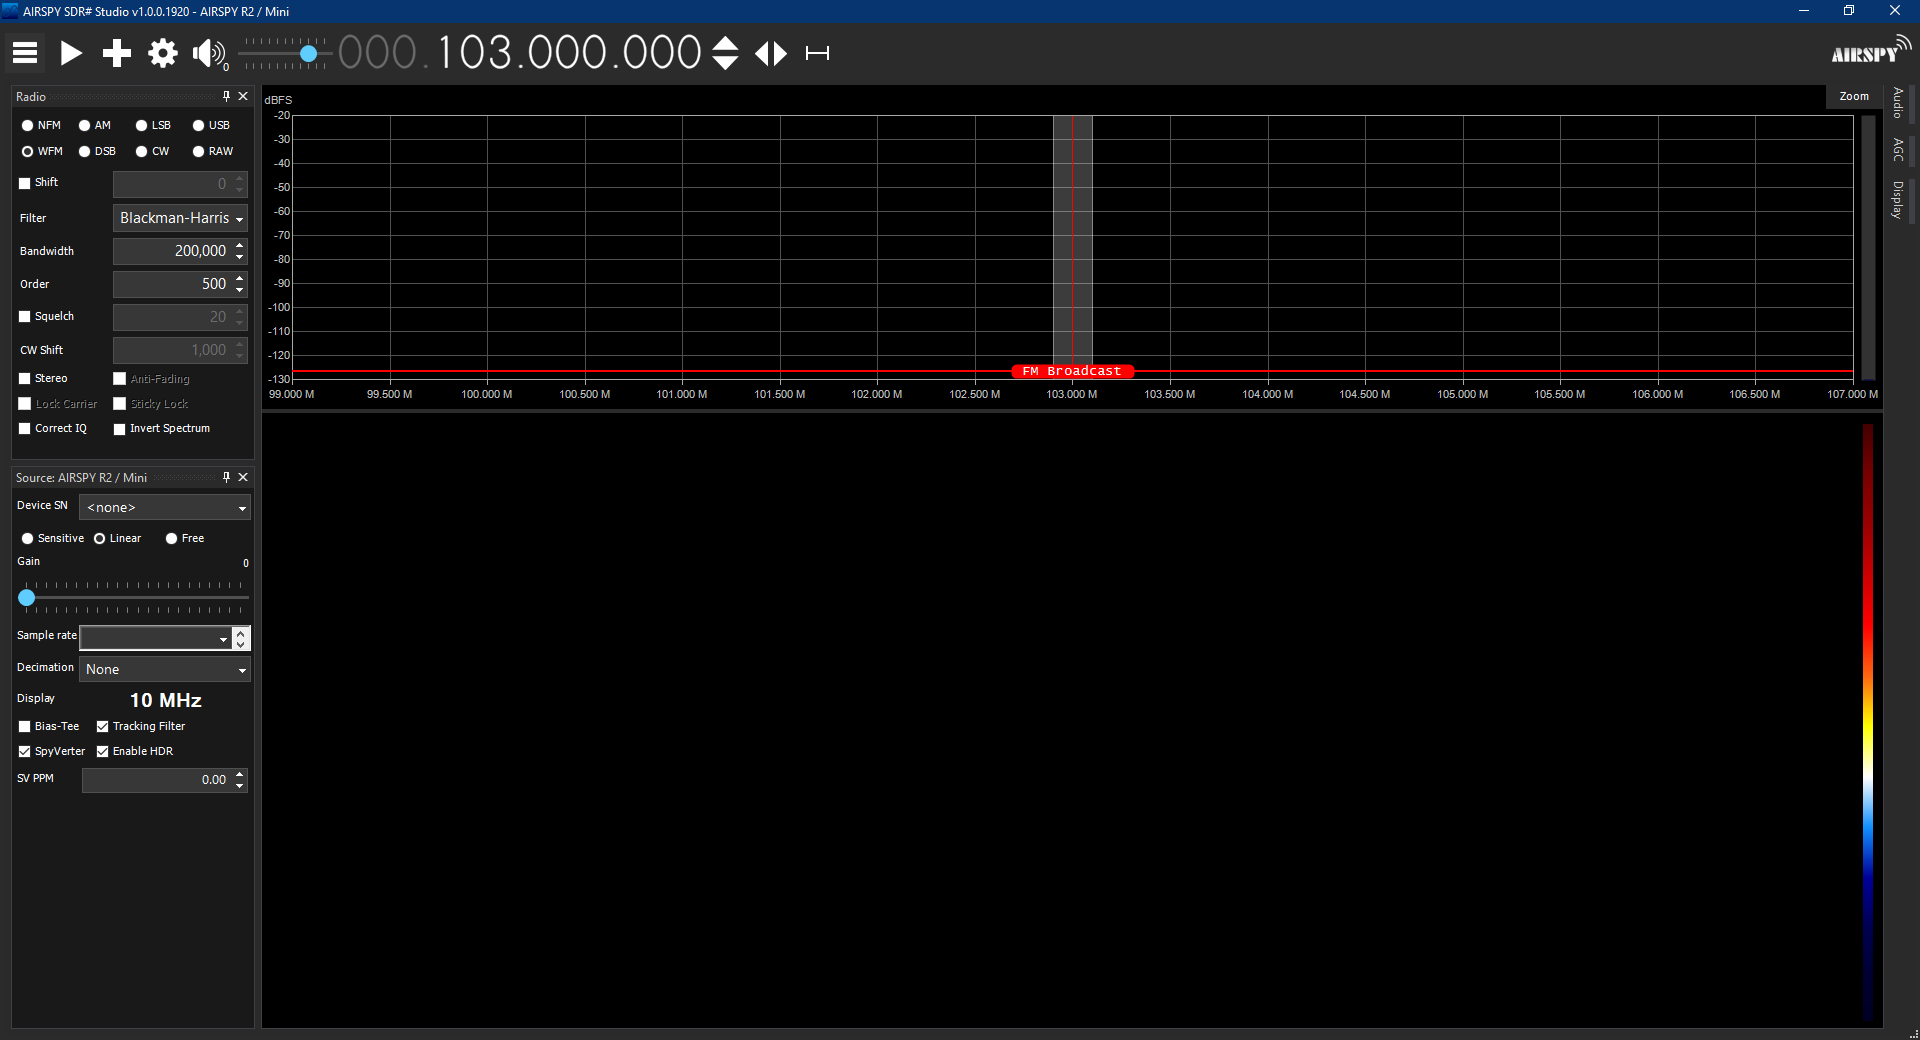 AIRSPY SDR# Studio v1.0.0.1920 - AIRSPY R2 / Mini
0
000.103.000.000
AIRSPY
Radio
NFM AM LSB USB
WFM DSB CW RAW
Shift 0
Filter Blackman-Harris
Bandwidth 200,000
Order 500
Squelch 20
CW Shift 1,000
Stereo Anti-Fading
Lock Carrier Sticky Lock
Correct IQ Invert Spectrum
Source: AIRSPY R2 / Mini
Device SN <none>
Sensitive Linear Free
Gain 0
Sample rate
Decimation None
Display 10 MHz
Bias-Tee Tracking Filter
SpyVerter Enable HDR
SV PPM 0.00
dBFS
-20
-30
-40
-50
-60
-70
-80
-90
-100
-110
-120
-130
FM Broadcast
99.000 M 99.500 M 100.000 M 100.500 M 101.000 M 101.500 M 102.000 M 102.500 M 103.000 M 103.500 M 104.000 M 104.500 M 105.000 M 105.500 M 106.000 M 106.500 M 107.000 M
Zoom
Audio
AGC
Display